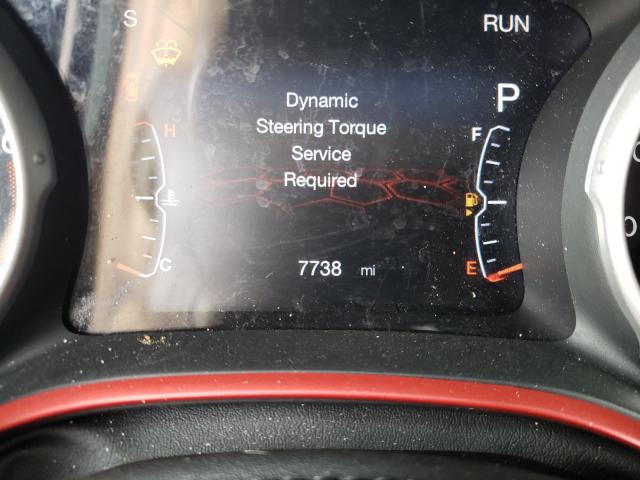 S
RUN
Dynamic
Steering Torque
Service
Required
P
H
F
C
7738 mi
E